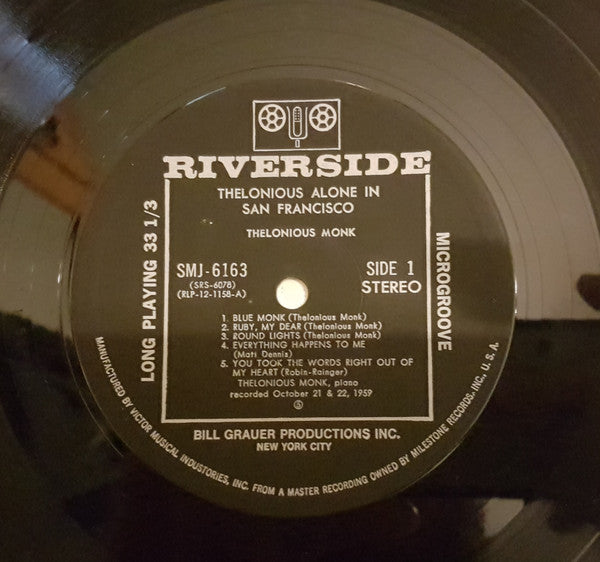 RIVERSIDE
THELONIOUS ALONE IN
SAN FRANCISCO
THELONIOUS MONK
SMJ-6163
(SRS-6078)
(RLP-12-1158-A)
SIDE 1
STEREO
LONG PLAYING 33 1/3
MICROGROOVE
1. BLUE MONK (Thelonious Monk)
2. RUBY, MY DEAR (Thelonious Monk)
3. ROUND LIGHTS (Thelonious Monk)
4. EVERYTHING HAPPENS TO ME
(Matt Dennis)
5. YOU TOOK THE WORDS RIGHT OUT OF
MY HEART (Robin-Rainger)
THELONIOUS MONK, piano
recorded October 21 & 22, 1959
BILL GRAUER PRODUCTIONS INC.
NEW YORK CITY
MANUFACTURED BY VICTOR MUSICAL INDUSTORIES, INC. FROM A MASTER RECORDING OWNED BY MILESTONE RECORDS, INC., U.S.A.